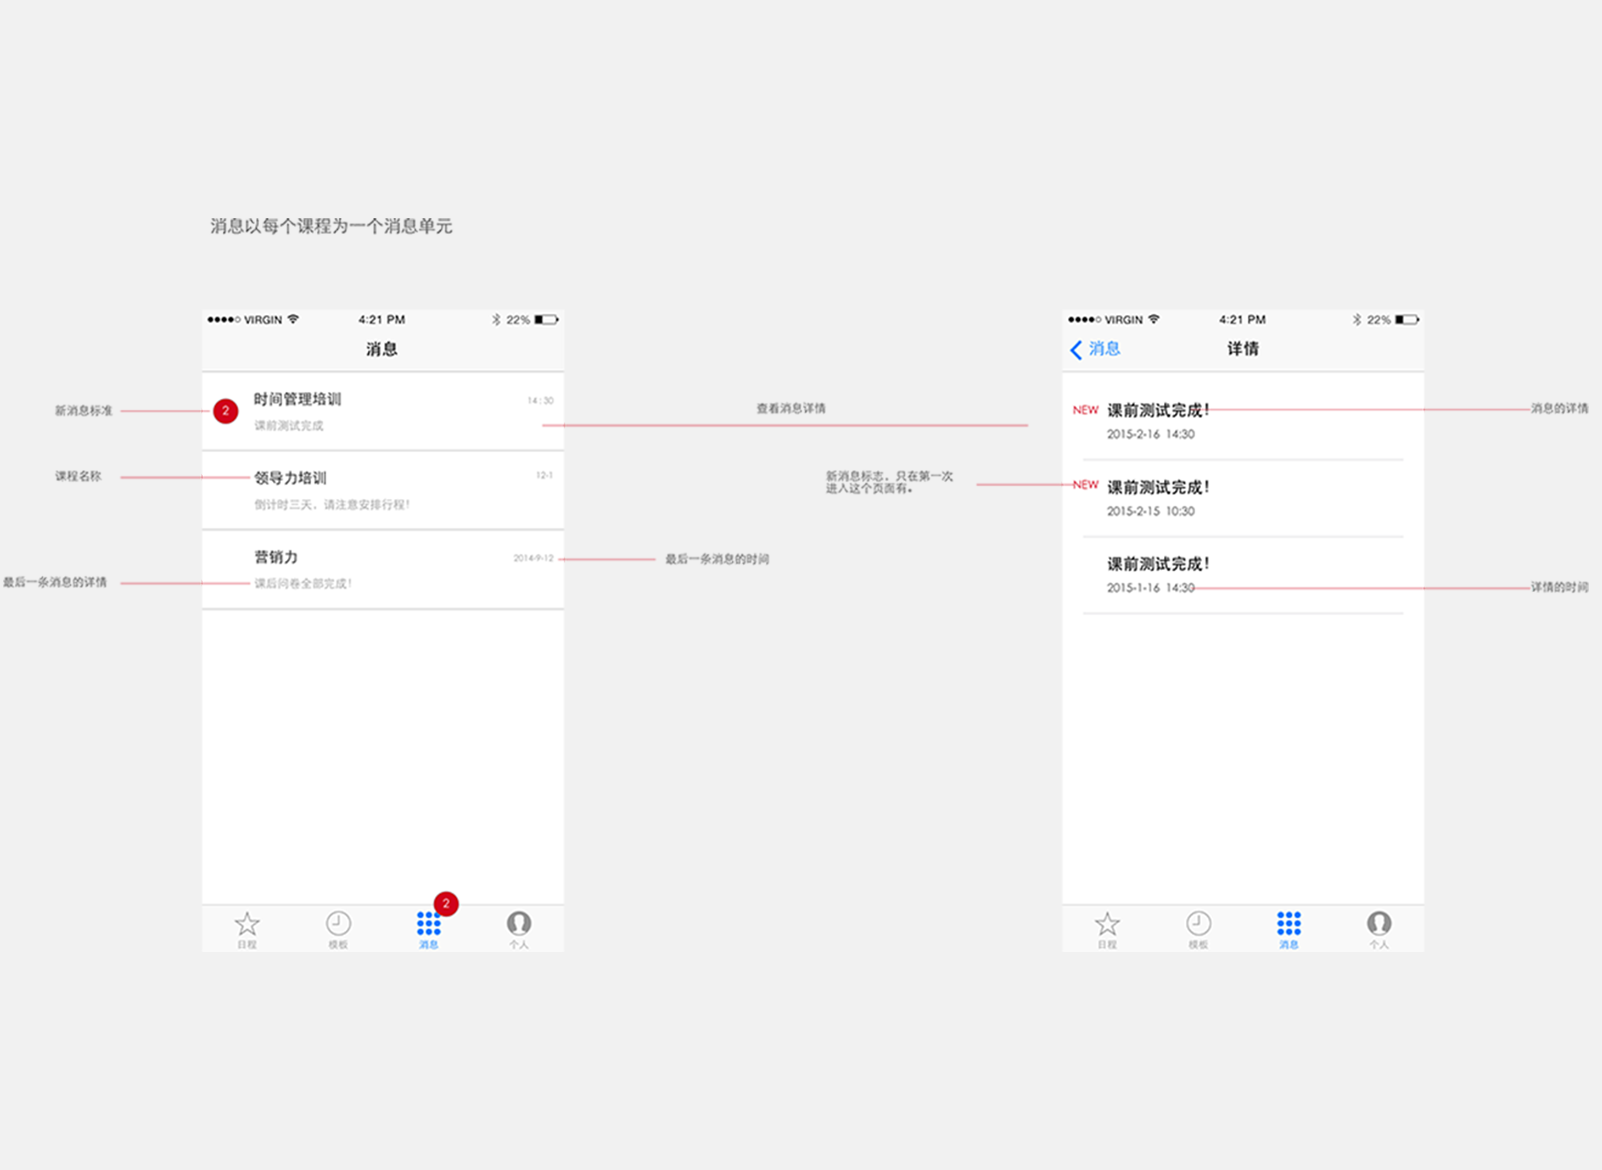 消息以每个课程为一个消息单元
VIRGIN 4:21 PM 22%
消息
新消息标准
2
时间管理培训
14:30
课前测试完成
查看消息详情
课程名称
领导力培训
12-1
倒计时三天，请注意安排行程！
营销力
2014-9-12
最后一条消息的时间
最后一条消息的详情
课后问卷全部完成！
2
日程
模板
消息
个人
VIRGIN 4:21 PM 22%
消息
详情
NEW
课前测试完成！
消息的详情
2015-2-16 14:30
新消息标志，只在第一次
进入这个页面有。
NEW
课前测试完成！
2015-2-15 10:30
课前测试完成！
2015-1-16 14:30
详情的时间
日程
模板
消息
个人